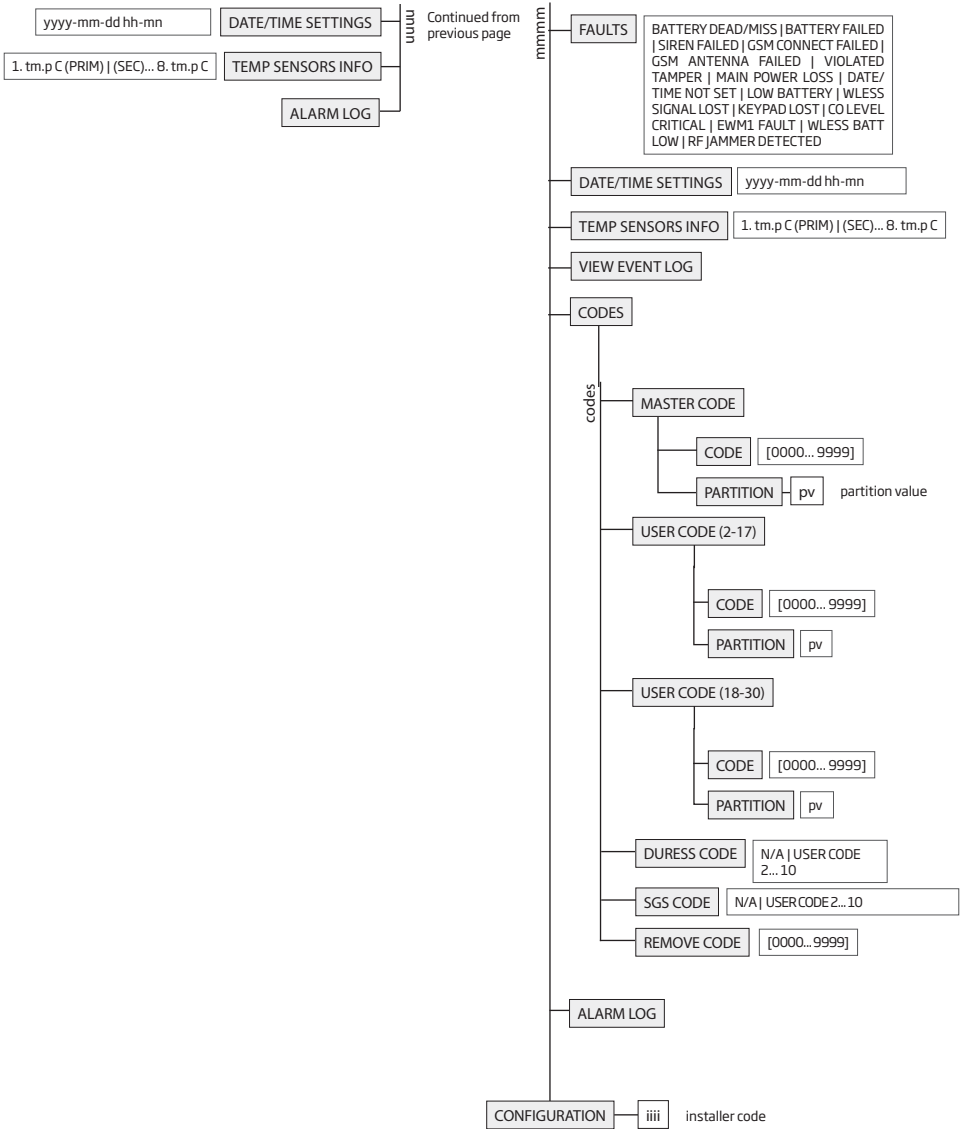 yyyy-mm-dd hh-mn
DATE/TIME SETTINGS
1. tm.p C (PRIM) | (SEC)... 8. tm.p C
TEMP SENSORS INFO
ALARM LOG
nnnn
Continued from
previous page
mmmm
FAULTS
BATTERY DEAD/MISS | BATTERY FAILED
| SIREN FAILED | GSM CONNECT FAILED |
GSM ANTENNA FAILED | VIOLATED
TAMPER | MAIN POWER LOSS | DATE/
TIME NOT SET | LOW BATTERY | WLESS
SIGNAL LOST | KEYPAD LOST | CO LEVEL
CRITICAL | EWM1 FAULT | WLESS BATT
LOW | RF JAMMER DETECTED
DATE/TIME SETTINGS
yyyy-mm-dd hh-mn
TEMP SENSORS INFO
1. tm.p C (PRIM) | (SEC)... 8. tm.p C
VIEW EVENT LOG
CODES
codes
MASTER CODE
CODE
[0000... 9999]
PARTITION
pv
partition value
USER CODE (2-17)
CODE
[0000... 9999]
PARTITION
pv
USER CODE (18-30)
CODE
[0000... 9999]
PARTITION
pv
DURESS CODE
N/A | USER CODE
2... 10
SGS CODE
N/A | USER CODE 2... 10
REMOVE CODE
[0000... 9999]
ALARM LOG
CONFIGURATION
iiii
installer code